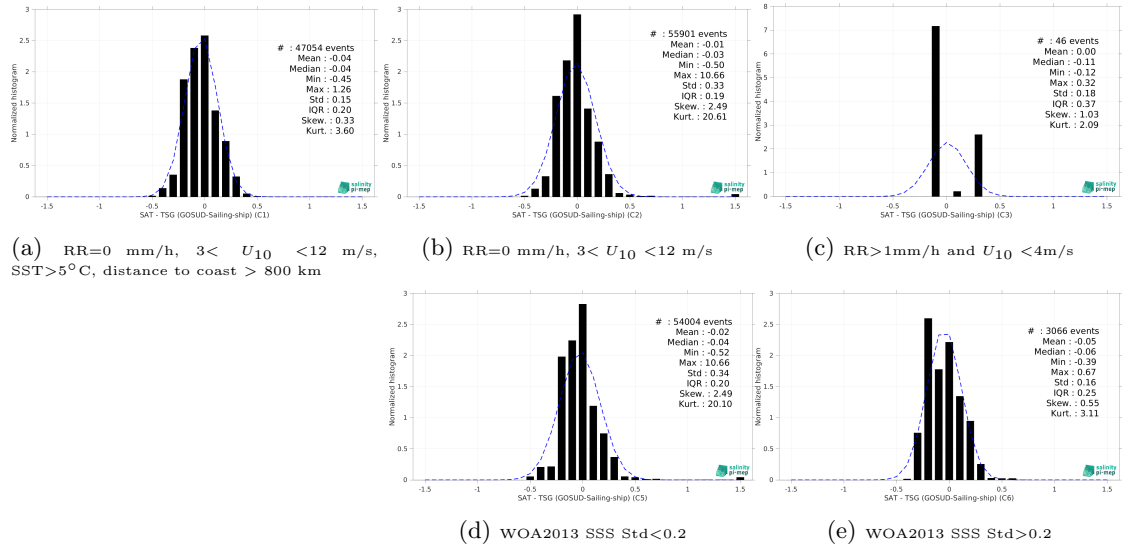 3
2.5
2
1.5
1
0.5
0
Normalized histogram
# : 47054 events
Mean : -0.04
Median : -0.04
Min : -0.45
Max : 1.26
Std : 0.15
IQR : 0.20
Skew. : 0.33
Kurt. : 3.60
salinity
pi-mep
-1.5 -1 -0.5 0 0.5 1 1.5
SAT - TSG (GOSUD-Sailing-ship) (C1)
(a) RR=0 mm/h, 3< U10 <12 m/s,
SST>5°C, distance to coast > 800 km
3
2.5
2
1.5
1
0.5
0
Normalized histogram
# : 55901 events
Mean : -0.01
Median : -0.03
Min : -0.50
Max : 10.66
Std : 0.33
IQR : 0.19
Skew. : 2.49
Kurt. : 20.61
salinity
pi-mep
-1.5 -1 -0.5 0 0.5 1 1.5
SAT - TSG (GOSUD-Sailing-ship) (C2)
(b) RR=0 mm/h, 3< U10 <12 m/s
8
7
6
5
4
3
2
1
0
Normalized histogram
# : 46 events
Mean : 0.00
Median : -0.11
Min : -0.12
Max : 0.32
Std : 0.18
IQR : 0.37
Skew. : 1.03
Kurt. : 2.09
salinity
pi-mep
-1.5 -1 -0.5 0 0.5 1 1.5
SAT - TSG (GOSUD-Sailing-ship) (C3)
(c) RR>1mm/h and U10 <4m/s
3
2.5
2
1.5
1
0.5
0
Normalized histogram
# : 54004 events
Mean : -0.02
Median : -0.04
Min : -0.52
Max : 10.66
Std : 0.34
IQR : 0.20
Skew. : 2.49
Kurt. : 20.10
salinity
pi-mep
-1.5 -1 -0.5 0 0.5 1 1.5
SAT - TSG (GOSUD-Sailing-ship) (C5)
(d) WOA2013 SSS Std<0.2
3
2.5
2
1.5
1
0.5
0
Normalized histogram
# : 3066 events
Mean : -0.05
Median : -0.06
Min : -0.39
Max : 0.67
Std : 0.16
IQR : 0.25
Skew. : 0.55
Kurt. : 3.11
salinity
pi-mep
-1.5 -1 -0.5 0 0.5 1 1.5
SAT - TSG (GOSUD-Sailing-ship) (C6)
(e) WOA2013 SSS Std>0.2